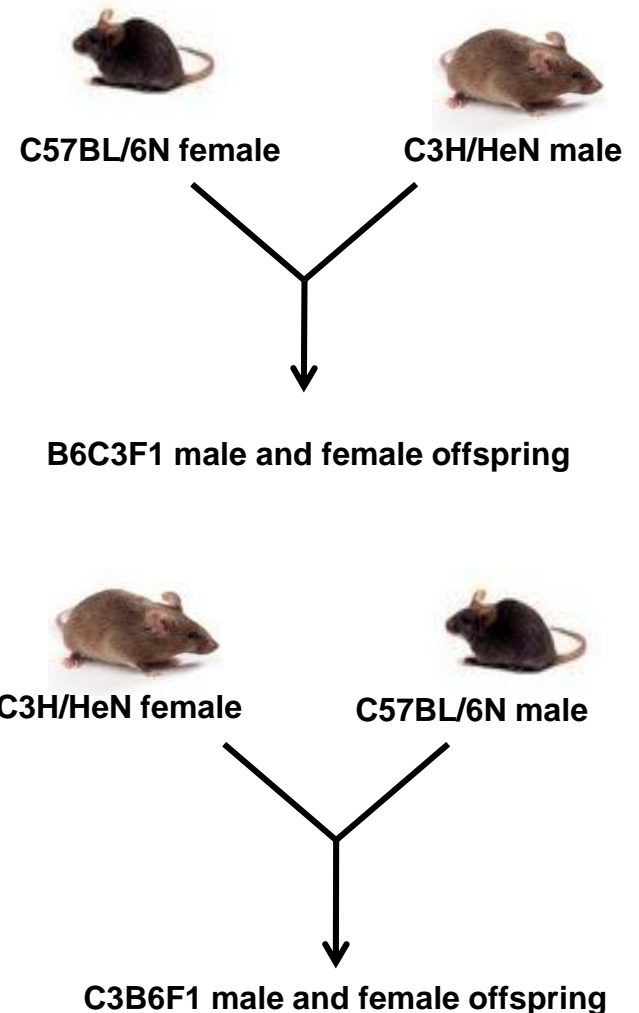 C57BL/6N female
C3H/HeN male
B6C3F1 male and female offspring
C3H/HeN female
C57BL/6N male
C3B6F1 male and female offspring